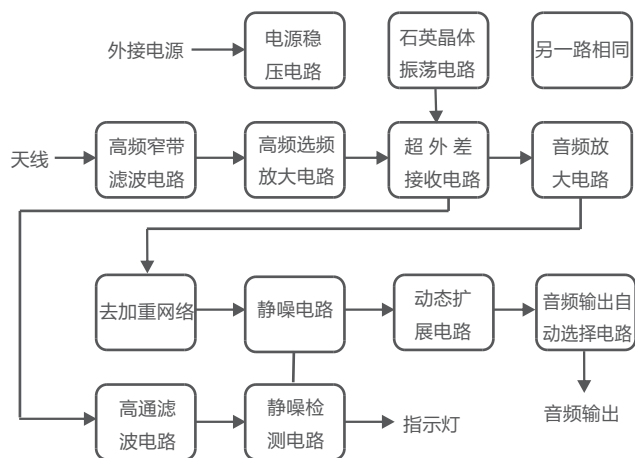 外接电源
电源稳
压电路
石英晶体
振荡电路
另一路相同
天线
高频窄带
滤波电路
高频选频
放大电路
超外差
接收电路
音频放
大电路
去加重网络
静噪电路
动态扩
展电路
音频输出自
动选择电路
高通滤
波电路
静噪检
测电路
指示灯
音频输出